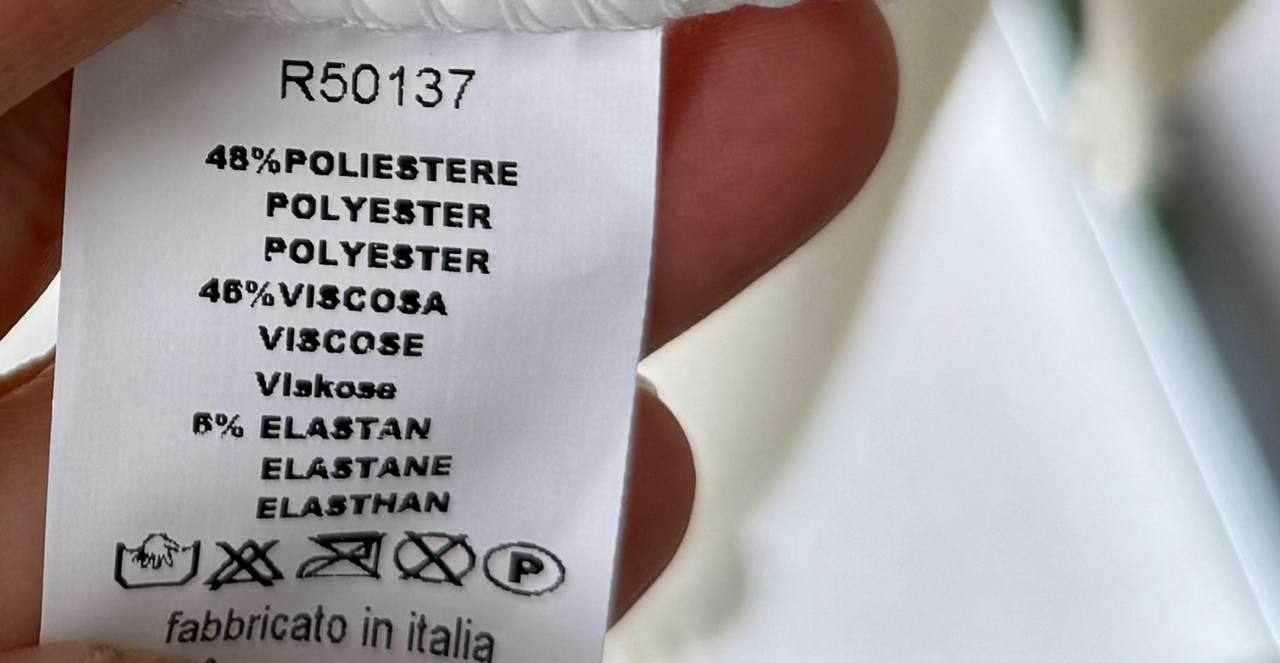 R50137
48%POLIESTERE
POLYESTER
POLYESTER
46%VISCOSA
VISCOSE
Viskose
6% ELASTAN
ELASTANE
ELASTHAN
P
fabbricato in italia